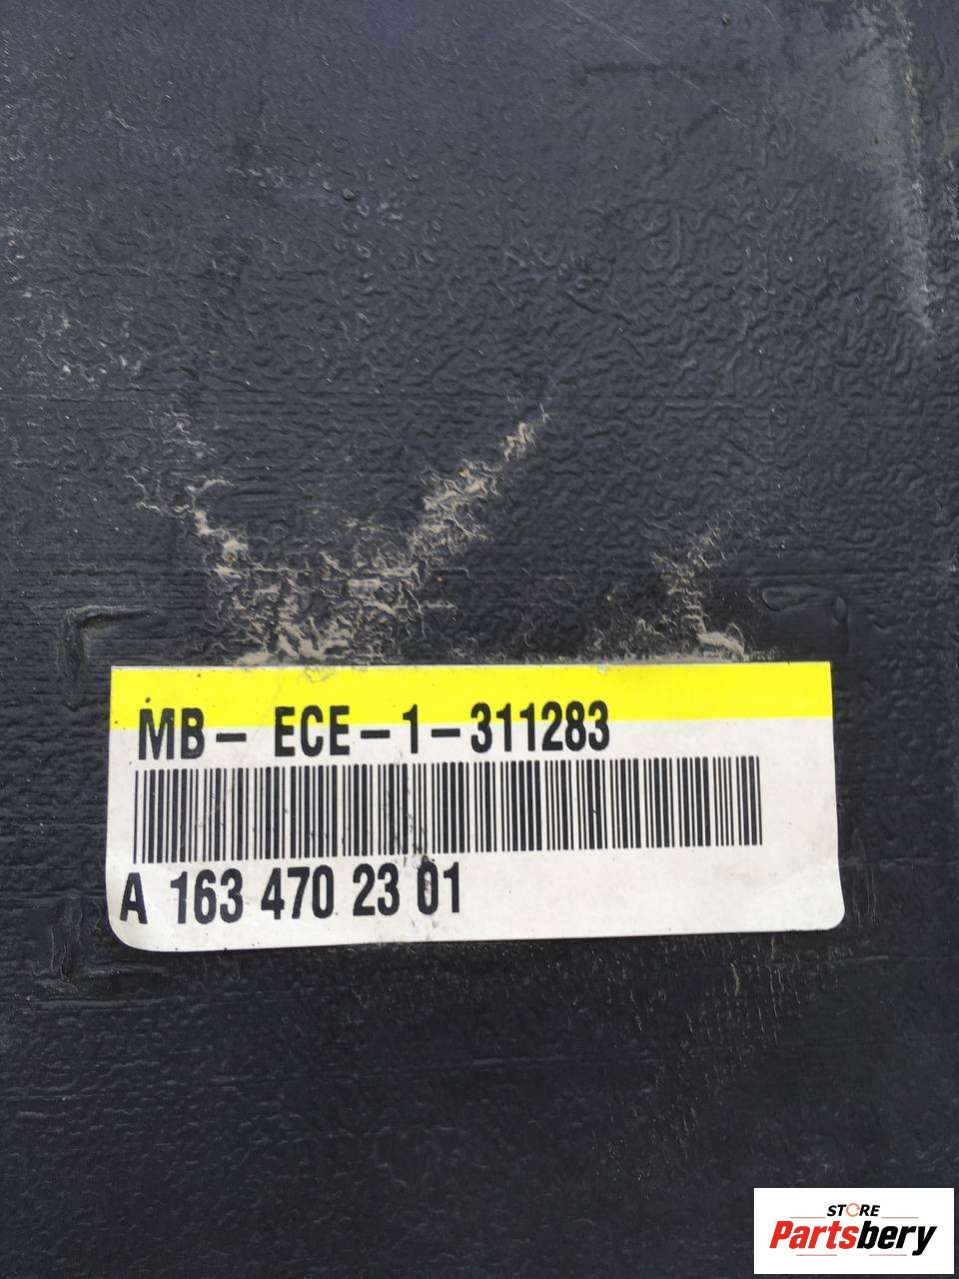 MB- ECE-1-311283
A 163 470 23 01
STORE
Partsbery